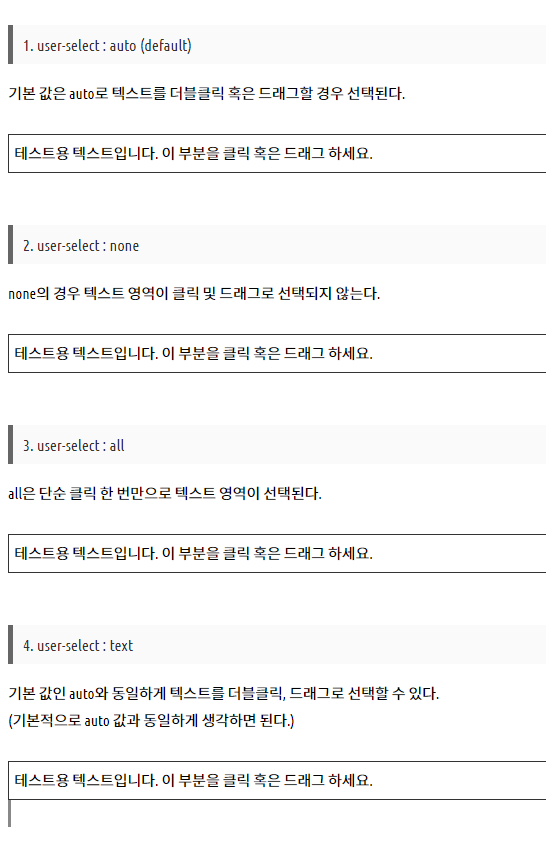 1. user-select : auto (default)
기본 값은 auto로 텍스트를 더블클릭 혹은 드래그할 경우 선택된다.
테스트용 텍스트입니다. 이 부분을 클릭 혹은 드래그 하세요.
2. user-select : none
none의 경우 텍스트 영역이 클릭 및 드래그로 선택되지 않는다.
테스트용 텍스트입니다. 이 부분을 클릭 혹은 드래그 하세요.
3. user-select : all
all은 단순 클릭 한 번만으로 텍스트 영역이 선택된다.
테스트용 텍스트입니다. 이 부분을 클릭 혹은 드래그 하세요.
4. user-select : text
기본 값인 auto와 동일하게 텍스트를 더블클릭, 드래그로 선택할 수 있다.
(기본적으로 auto 값과 동일하게 생각하면 된다.)
테스트용 텍스트입니다. 이 부분을 클릭 혹은 드래그 하세요.